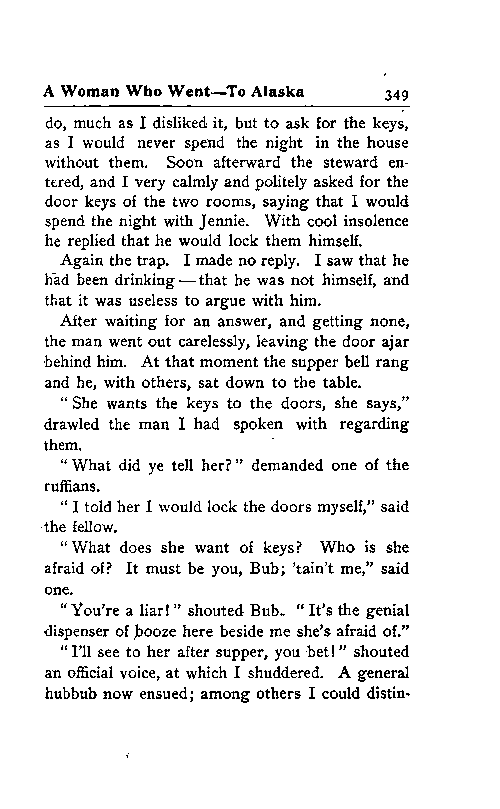 A Woman Who Went—To Alaska 349
do, much as I disliked it, but to ask for the keys,
as I would never spend the night in the house
without them. Soon afterward the steward en-
tered, and I very calmly and politely asked for the
door keys of the two rooms, saying that I would
spend the night with Jennie. With cool insolence
he replied that he would lock them himself.
Again the trap. I made no reply. I saw that he
had been drinking — that he was not himself, and
that it was useless to argue with him.
After waiting for an answer, and getting none,
the man went out carelessly, leaving the door ajar
behind him. At that moment the supper bell rang
and he, with others, sat down to the table.
“She wants the keys to the doors, she says,”
drawled the man I had spoken with regarding
them.
“What did ye tell her?” demanded one of the
ruffians.
“I told her I would lock the doors myself,” said
the fellow.
“What does she want of keys? Who is she
afraid of? It must be you, Bub; ’tain’t me,” said
one.
“You’re a liar!” shouted Bub. “It’s the genial
dispenser of booze here beside me she’s afraid of.”
“I’ll see to her after supper, you bet!” shouted
an official voice, at which I shuddered. A general
hubbub now ensued; among others I could distin-